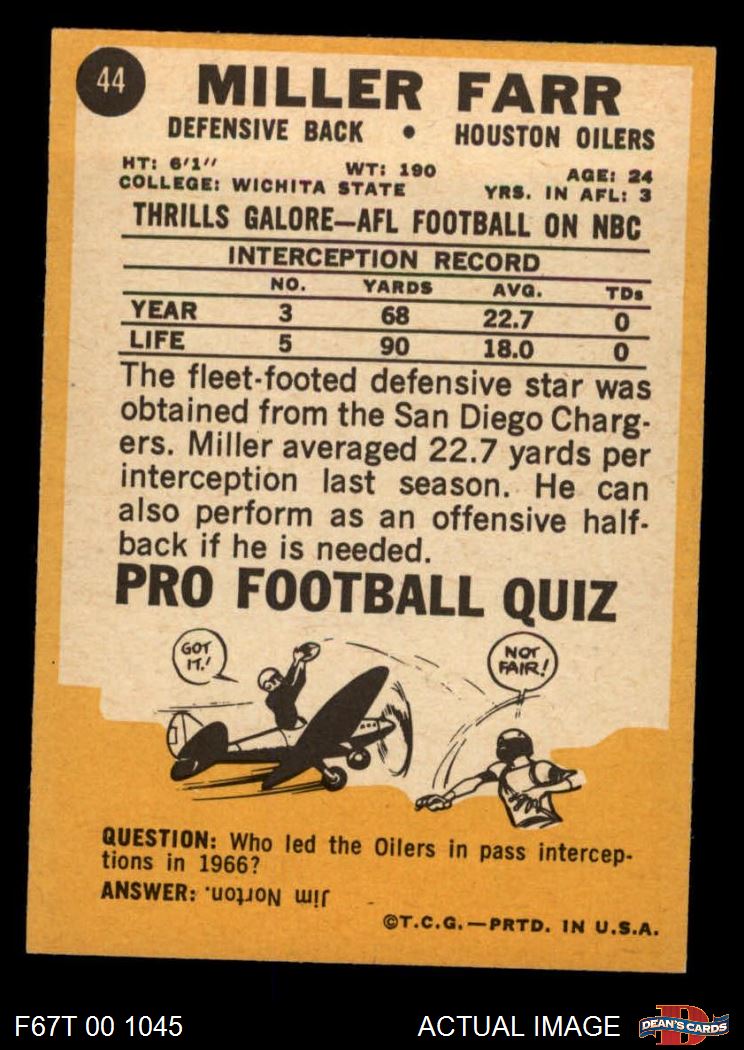 44
MILLER FARR
DEFENSIVE BACK • HOUSTON OILERS
HT: 6'1" WT: 190 AGE: 24
COLLEGE: WICHITA STATE YRS. IN AFL: 3
THRILLS GALORE—AFL FOOTBALL ON NBC
INTERCEPTION RECORD
NO. YARDS AVG. TDs
YEAR 3 68 22.7 0
LIFE 5 90 18.0 0
The fleet-footed defensive star was
obtained from the San Diego Charg-
ers. Miller averaged 22.7 yards per
interception last season. He can
also perform as an offensive half-
back if he is needed.
PRO FOOTBALL QUIZ
GOT
IT!
NOT
FAIR!
QUESTION: Who led the Oilers in pass intercep-
tions in 1966?
ANSWER: Jim Norton.
©T.C.G.—PRTD. IN U.S.A.
F67T 00 1045 ACTUAL IMAGE
D
DEAN'S CARDS